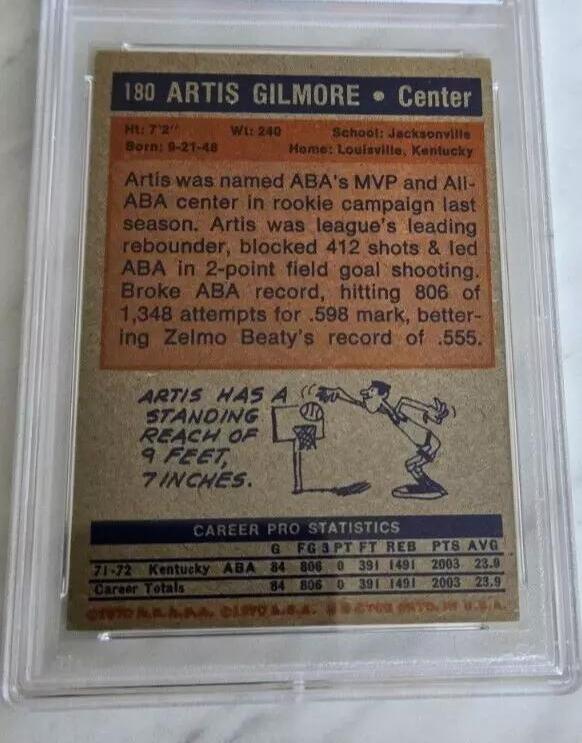 180 ARTIS GILMORE • Center
Ht: 7'2" Wt: 240 School: Jacksonville
Born: 9-21-48 Home: Louisville, Kentucky
Artis was named ABA's MVP and All-
ABA center in rookie campaign last
season. Artis was league's leading
rebounder, blocked 412 shots & led
ABA in 2-point field goal shooting.
Broke ABA record, hitting 806 of
1,348 attempts for .598 mark, better-
ing Zelmo Beaty's record of .555.
ARTIS HAS A
STANDING
REACH OF
9 FEET,
7 INCHES.
CAREER PRO STATISTICS
G FG 3PT FT REB PTS AVG
71-72 Kentucky ABA 84 806 0 391 1491 2003 23.9
Career Totals 84 806 0 391 1491 2003 23.9